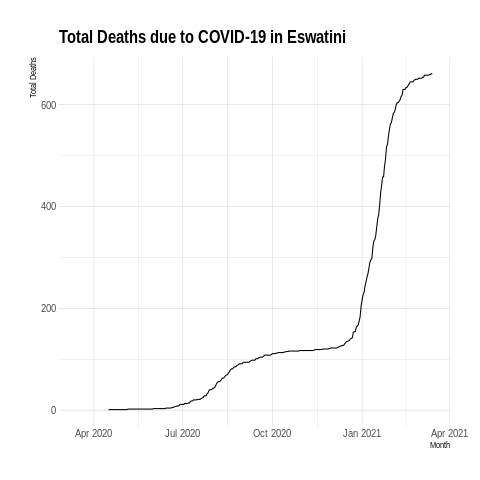 Total Deaths due to COVID-19 in Eswatini
Total Deaths
600
400
200
0
Apr 2020 Jul 2020 Oct 2020 Jan 2021 Apr 2021
Month